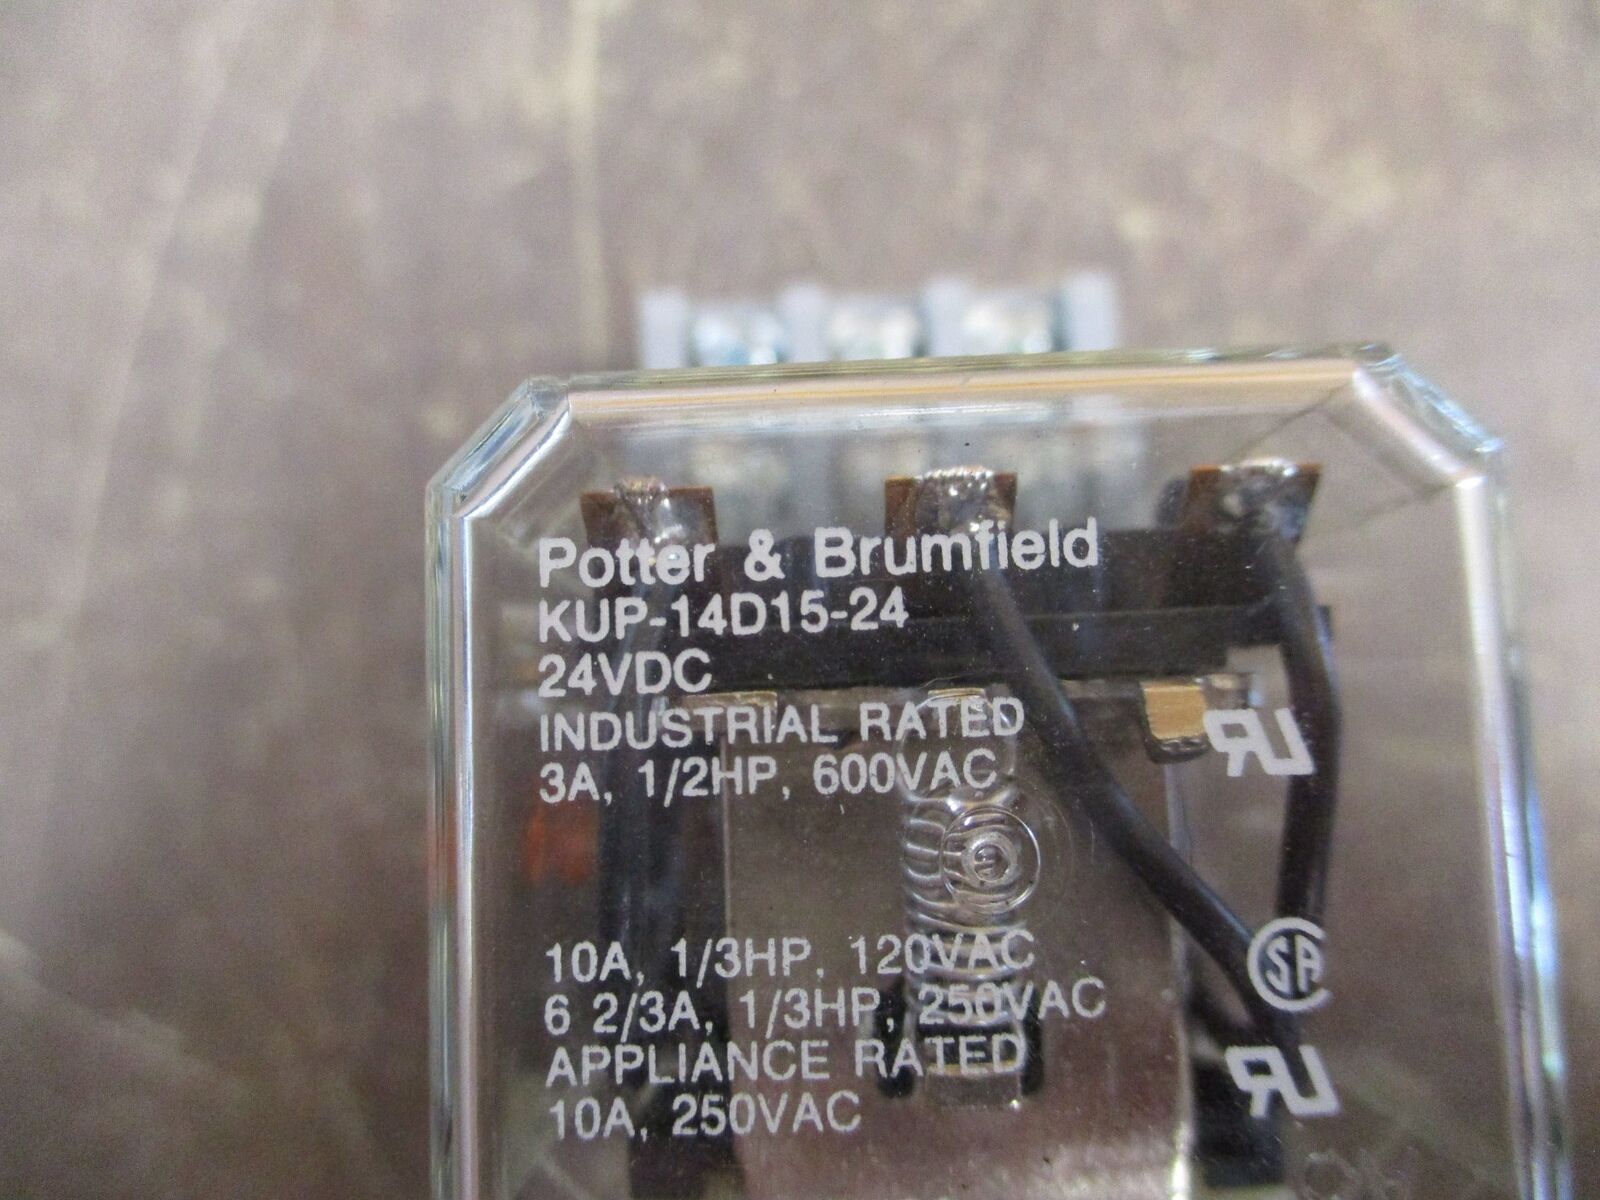 Potter & Brumfield
KUP-14D15-24
24VDC
INDUSTRIAL RATED
3A, 1/2HP, 600VAC
10A, 1/3HP, 120VAC
6 2/3A, 1/3HP, 250VAC
APPLIANCE RATED
10A, 250VAC